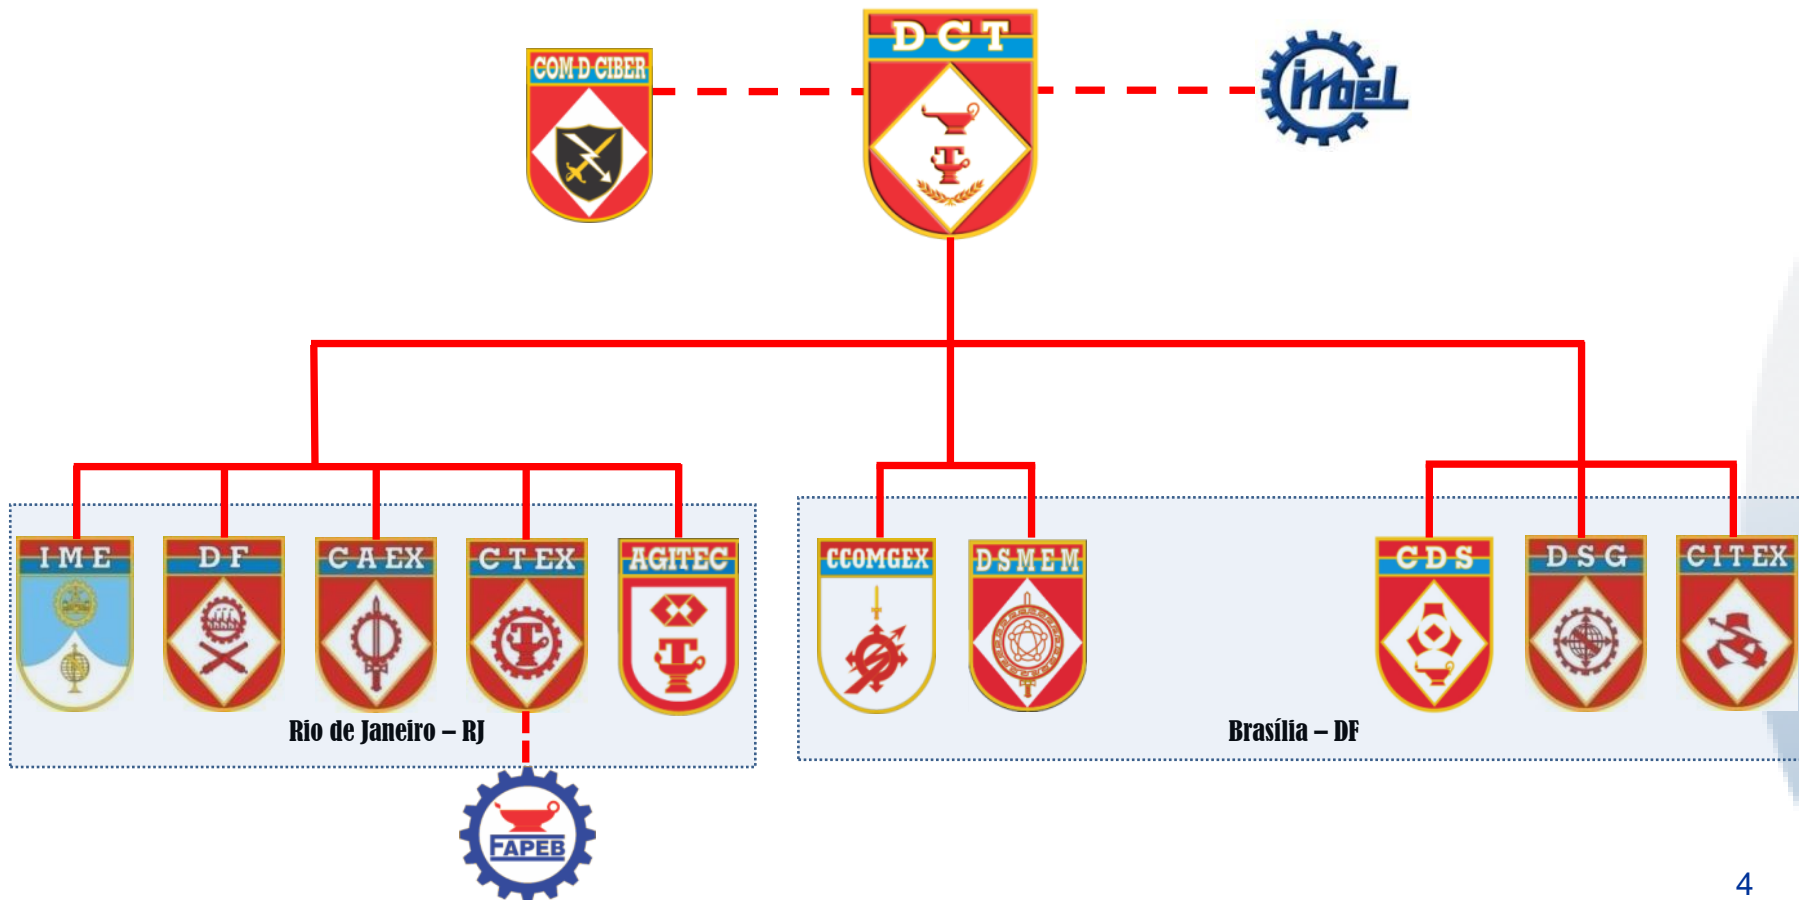 DCT
COM D CIBER
imbel
IME
DF
CAEX
CTEX
AGITEC
CCOMGEX
DSMEM
CDS
DSG
CITEX
Rio de Janeiro – RJ
Brasília – DF
FAPEB
4